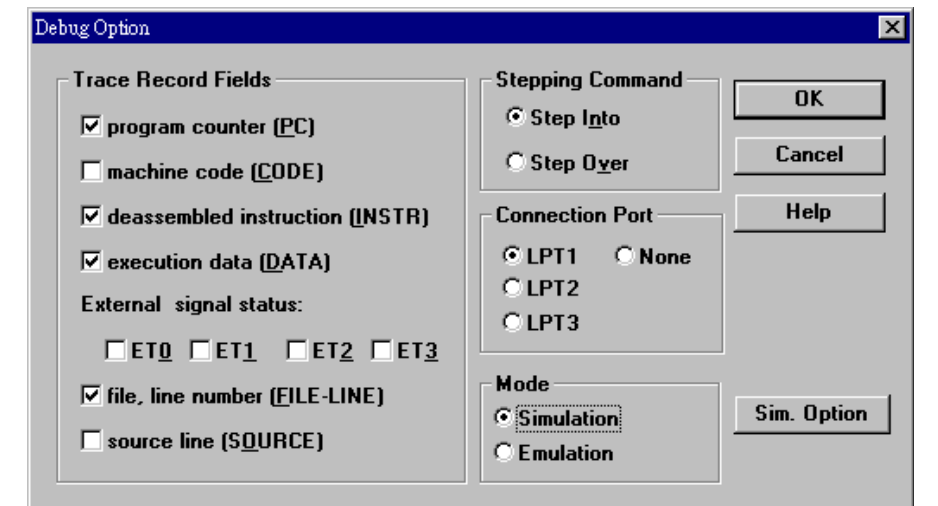 Debug Option
Trace Record Fields
program counter (PC)
machine code (CODE)
deassembled instruction (INSTR)
execution data (DATA)
External signal status:
ET0 ET1 ET2 ET3
file, line number (FILE-LINE)
source line (SOURCE)
Stepping Command
Step Into
Step Over
Connection Port
LPT1 None
LPT2
LPT3
Mode
Simulation
Emulation
OK
Cancel
Help
Sim. Option